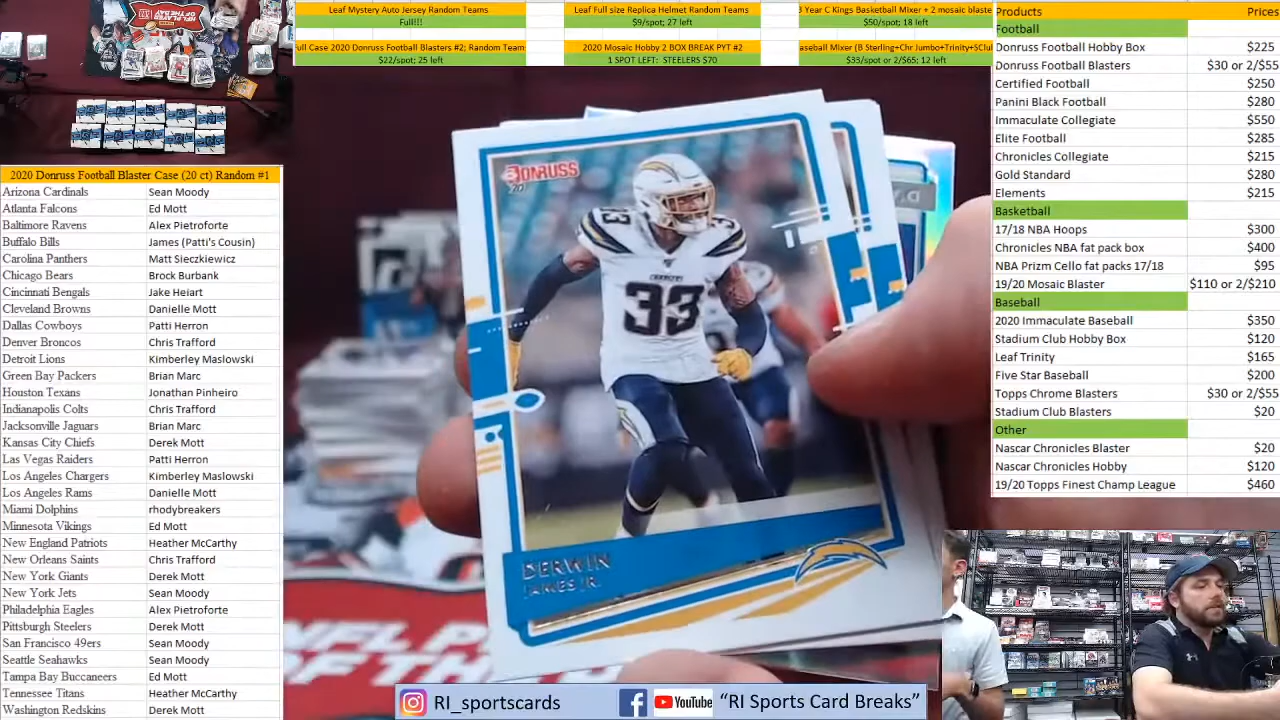 Leaf Mystery Auto Jersey Random Teams
Full!!!
Leaf Full size Replica Helmet Random Teams
$9/spot; 27 left
3 Year C Kings Basketball Mixer + 2 mosaic blaste
$50/spot; 18 left
ull Case 2020 Donruss Football Blasters #2; Random Team
$22/spot; 25 left
2020 Mosaic Hobby 2 BOX BREAK PYT #2
1 SPOT LEFT: STEELERS $70
aseball Mixer (B Sterling+Chr Jumbo+Trinity+SClul
$33/spot or 2/$65; 12 left
Products Prices
Football
Donruss Football Hobby Box $225
Donruss Football Blasters $30 or 2/$55
Certified Football $250
Panini Black Football $280
Immaculate Collegiate $550
Elite Football $285
Chronicles Collegiate $215
Gold Standard $280
Elements $215
Basketball
17/18 NBA Hoops $300
Chronicles NBA fat pack box $400
NBA Prizm Cello fat packs 17/18 $95
19/20 Mosaic Blaster $110 or 2/$210
Baseball
2020 Immaculate Baseball $350
Stadium Club Hobby Box $120
Leaf Trinity $165
Five Star Baseball $200
Topps Chrome Blasters $30 or 2/$55
Stadium Club Blasters $20
Other
Nascar Chronicles Blaster $20
Nascar Chronicles Hobby $120
19/20 Topps Finest Champ League $460
2020 Donruss Football Blaster Case (20 ct) Random #1
Arizona Cardinals Sean Moody
Atlanta Falcons Ed Mott
Baltimore Ravens Alex Pietroforte
Buffalo Bills James (Patti's Cousin)
Carolina Panthers Matt Sieczkiewicz
Chicago Bears Brock Burbank
Cincinnati Bengals Jake Heiart
Cleveland Browns Danielle Mott
Dallas Cowboys Patti Herron
Denver Broncos Chris Trafford
Detroit Lions Kimberley Maslowski
Green Bay Packers Brian Marc
Houston Texans Jonathan Pinheiro
Indianapolis Colts Chris Trafford
Jacksonville Jaguars Brian Marc
Kansas City Chiefs Derek Mott
Las Vegas Raiders Patti Herron
Los Angeles Chargers Kimberley Maslowski
Los Angeles Rams Danielle Mott
Miami Dolphins rhodybreakers
Minnesota Vikings Ed Mott
New England Patriots Heather McCarthy
New Orleans Saints Chris Trafford
New York Giants Derek Mott
New York Jets Sean Moody
Philadelphia Eagles Alex Pietroforte
Pittsburgh Steelers Derek Mott
San Francisco 49ers Sean Moody
Seattle Seahawks Sean Moody
Tampa Bay Buccaneers Ed Mott
Tennessee Titans Heather McCarthy
Washington Redskins Derek Mott
DONRUSS
CHARGERS
33
DERWIN
JAMES JR.
RI_sportscards
YouTube
"RI Sports Card Breaks"